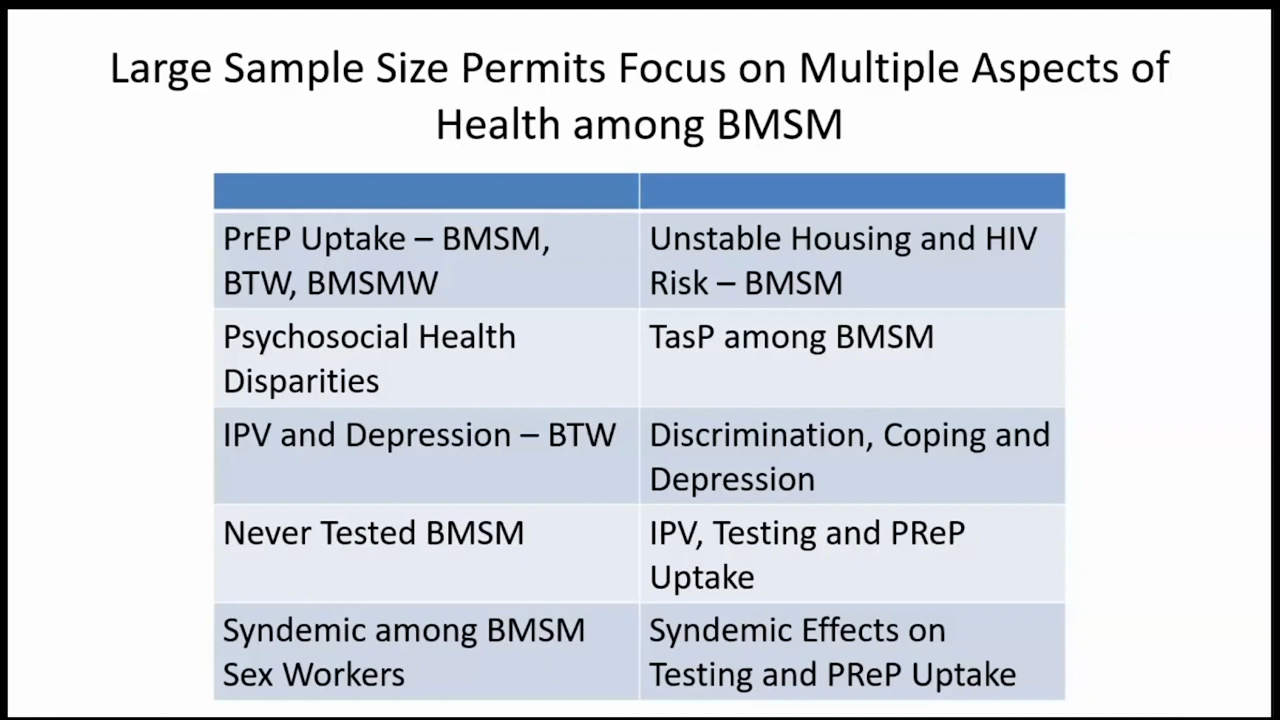 Large Sample Size Permits Focus on Multiple Aspects of
Health among BMSM
PrEP Uptake – BMSM,
BTW, BMSMW
Unstable Housing and HIV
Risk – BMSM
Psychosocial Health
Disparities
TasP among BMSM
IPV and Depression – BTW
Discrimination, Coping and
Depression
Never Tested BMSM
IPV, Testing and PReP
Uptake
Syndemic among BMSM
Sex Workers
Syndemic Effects on
Testing and PReP Uptake